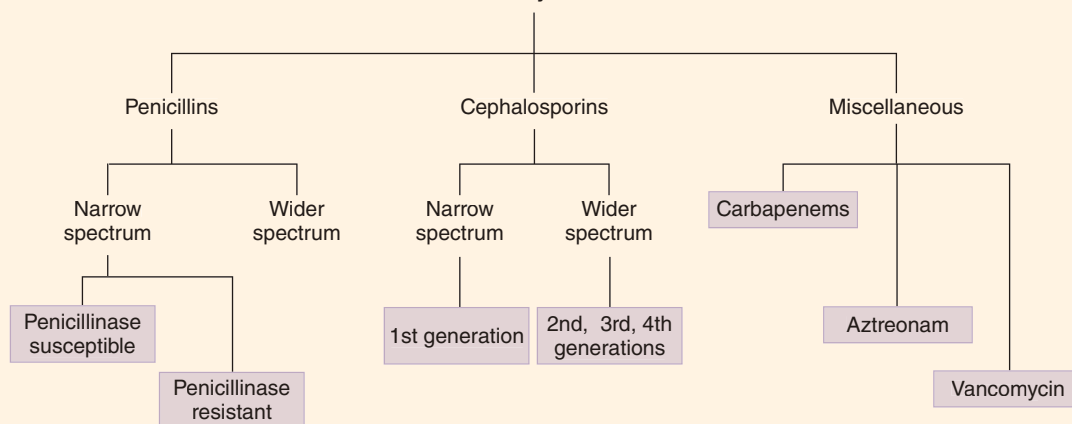 Penicillins
Cephalosporins
Miscellaneous
Narrow
spectrum
Wider
spectrum
Narrow
spectrum
Wider
spectrum
Carbapenems
Penicillinase
susceptible
1st generation
2nd, 3rd, 4th
generations
Aztreonam
Penicillinase
resistant
Vancomycin